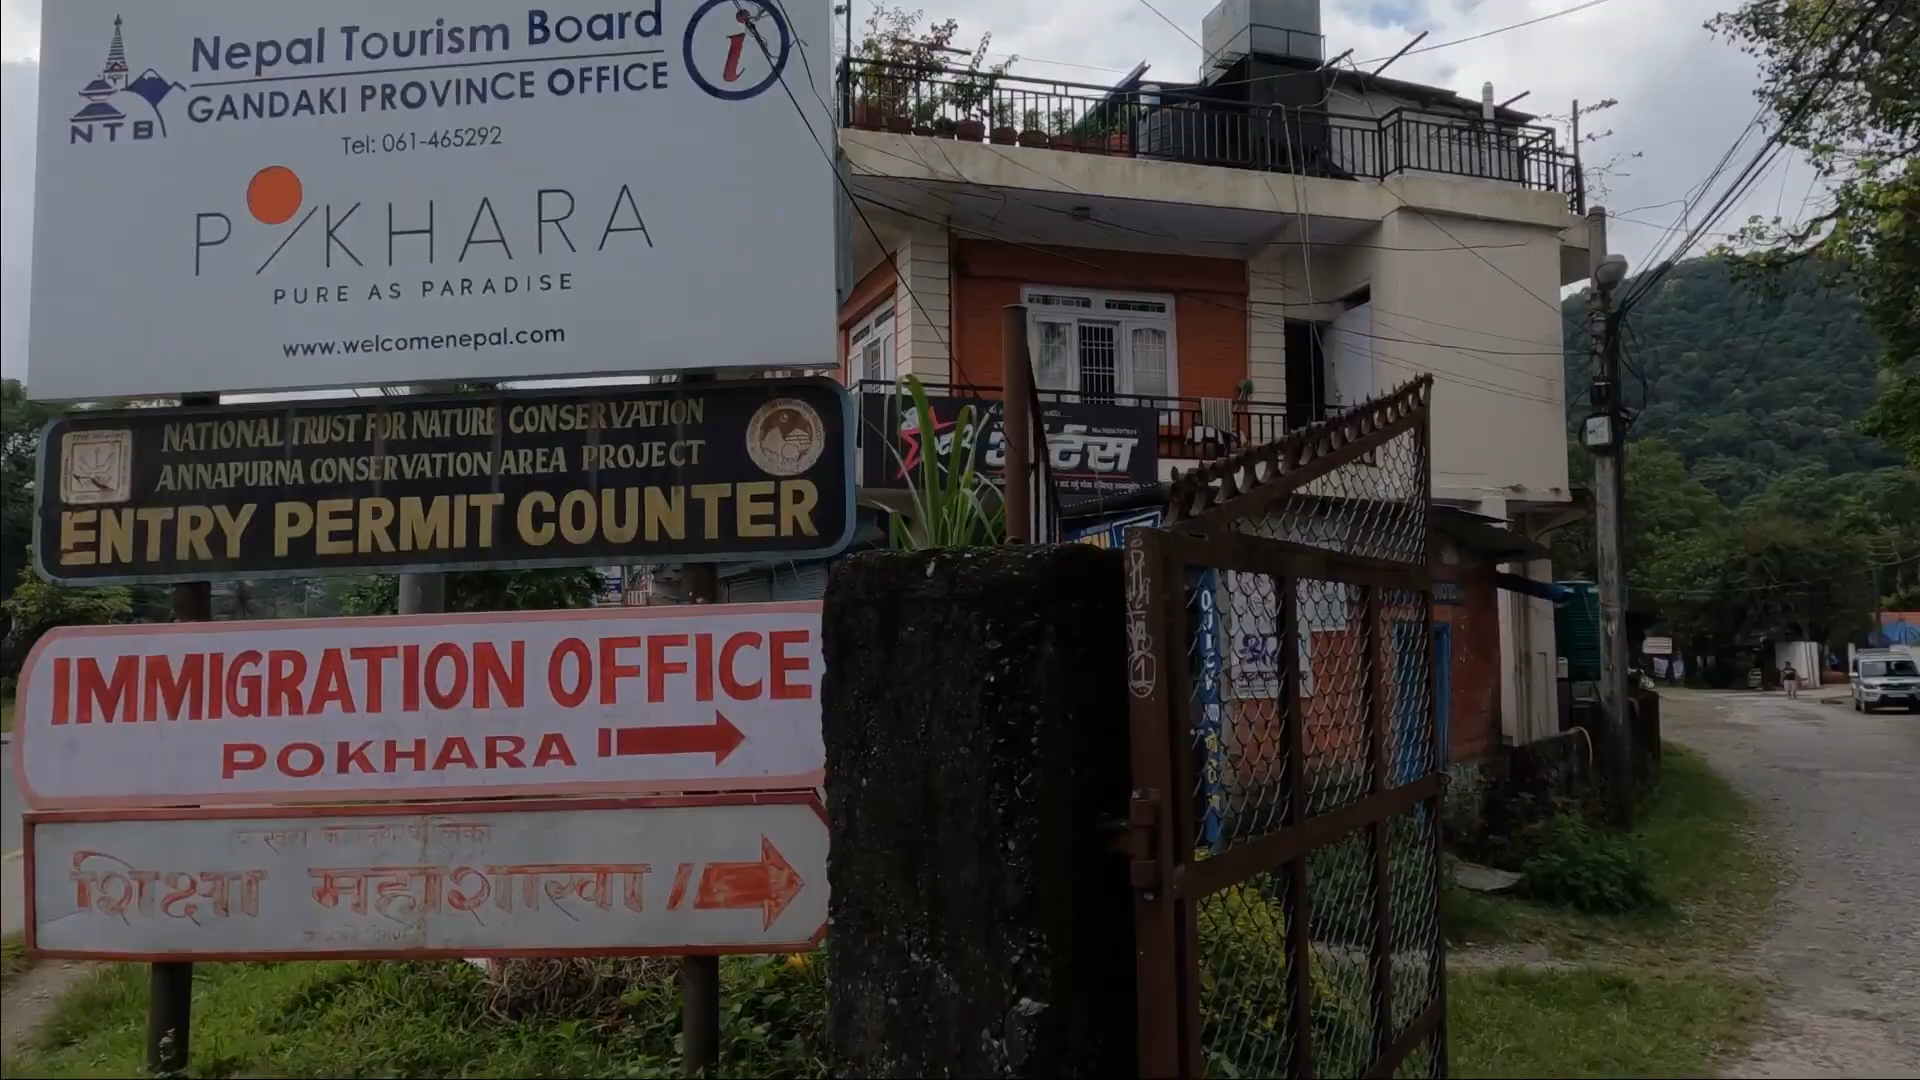 Nepal Tourism Board
GANDAKI PROVINCE OFFICE
i
NTB
Tel: 061-465292
POKHARA
PURE AS PARADISE
www.welcomenepal.com
NATIONAL TRUST FOR NATURE CONSERVATION
ANNAPURNA CONSERVATION AREA PROJECT
ENTRY PERMIT COUNTER
IMMIGRATION OFFICE
POKHARA
शिक्षा महाशाखा